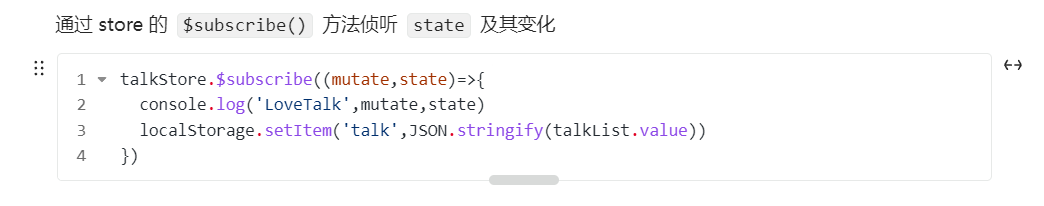 通过 store 的 $subscribe() 方法侦听 state 及其变化
1 talkStore.$subscribe((mutate,state)=>{
2   console.log('LoveTalk',mutate,state)
3   localStorage.setItem('talk',JSON.stringify(talkList.value))
4 })